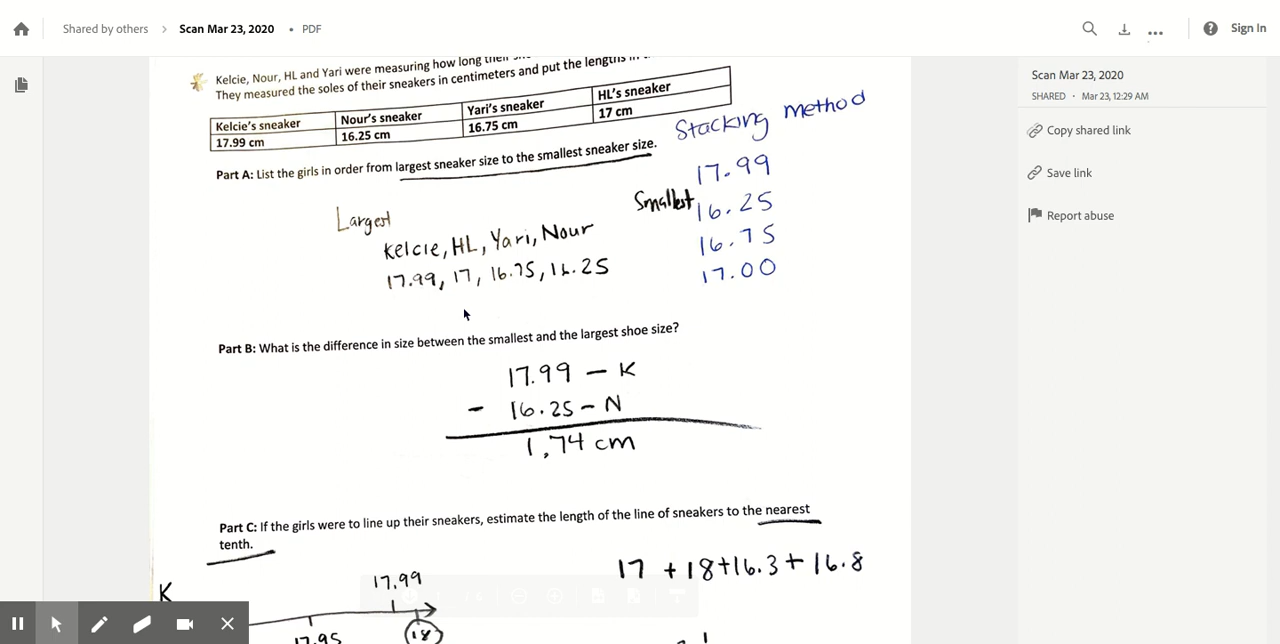 Shared by others > Scan Mar 23, 2020 • PDF
Sign In
Scan Mar 23, 2020
SHARED • Mar 23, 12:29 AM
Copy shared link
Save link
Report abuse
Kelcie, Nour, HL and Yari were measuring how long their
They measured the soles of their sneakers in centimeters and put the lengths
Kelcie's sneaker Nour's sneaker Yari's sneaker HL's sneaker
17.99 cm 16.25 cm 16.75 cm 17 cm
Stacking method
17.99
16.25
16.75
17.00
Part A: List the girls in order from largest sneaker size to the smallest sneaker size.
Largest
Smallest
Kelcie, HL, Yari, Nour
17.99, 17, 16.75, 16.25
Part B: What is the difference in size between the smallest and the largest shoe size?
17.99 - K
- 16.25 - N
1.74 cm
Part C: If the girls were to line up their sneakers, estimate the length of the line of sneakers to the nearest
tenth.
17 + 18 + 16.3 + 16.8
K
17.99
17.95
18